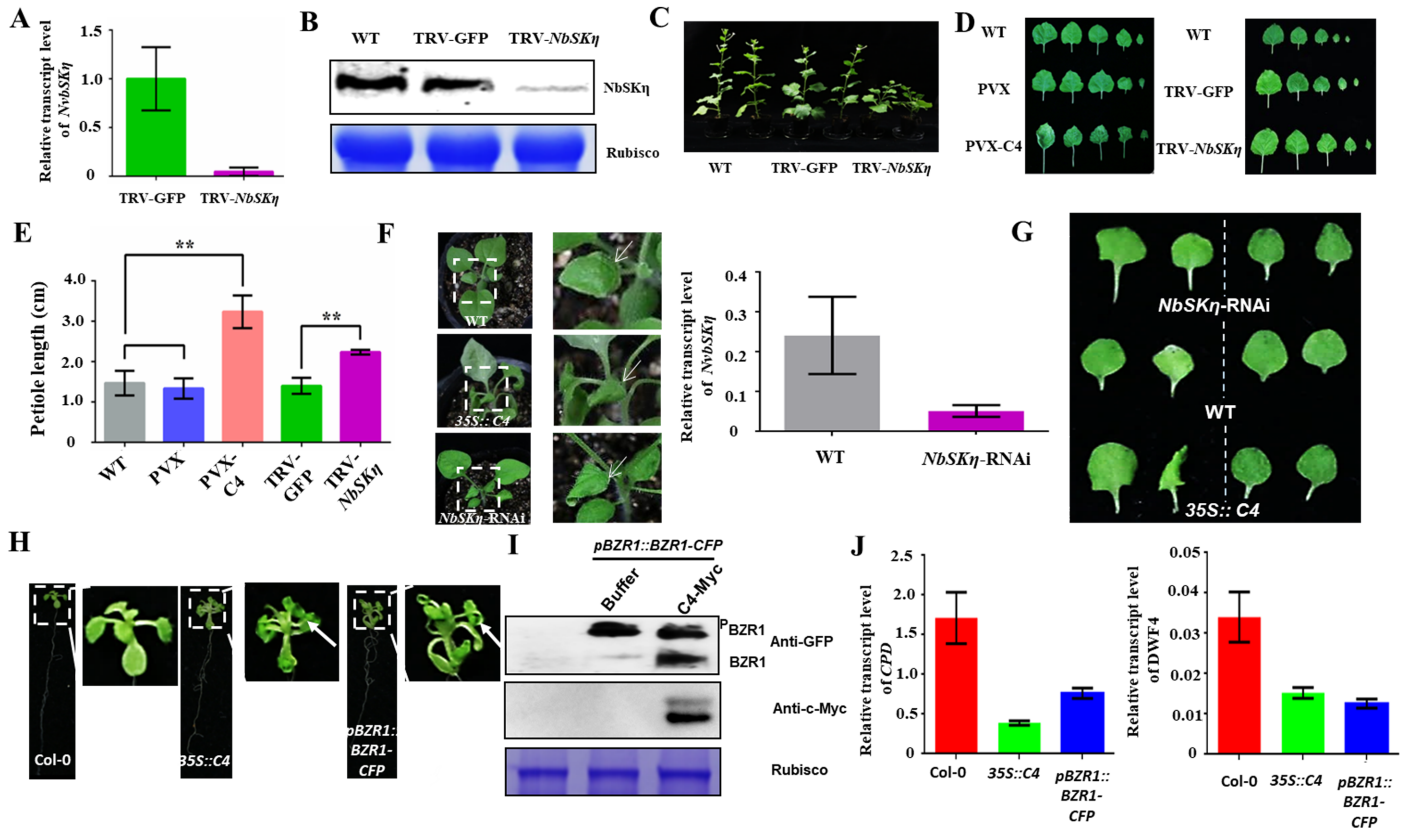 A
Relative transcript level
of NvbSKη
1.5
1.0
0.5
0
TRV-GFP
TRV-NbSKη
B
WT
TRV-GFP
TRV-NbSKη
NbSKη
Rubisco
C
WT
TRV-GFP
TRV-NbSKη
D
WT
PVX
PVX-C4
WT
TRV-GFP
TRV-NbSKη
E
Petiole length (cm)
4.0
3.0
2.0
1.0
0
**
**
WT
PVX
PVX-
C4
TRV-
GFP
TRV-
NbSKη
F
WT
35S:: C4
NbSKη-RNAi
Relative transcript level
of NvbSKη
0.4
0.3
0.2
0.1
0
WT
NbSKη-RNAi
G
NbSKη-RNAi
WT
35S:: C4
H
Col-0
35S::C4
pBZR1::
BZR1-
CFP
I
pBZR1::BZR1-CFP
Buffer
C4-Myc
PBZR1
BZR1
Anti-GFP
Anti-c-Myc
Rubisco
J
Relative transcript level
of CPD
2.5
2.0
1.5
1.0
0.5
0
Col-0
35S::C4
pBZR1::
BZR1-
CFP
Relative transcript level
of DWF4
0.05
0.04
0.03
0.02
0.01
0
Col-0
35S::C4
pBZR1::
BZR1-
CFP